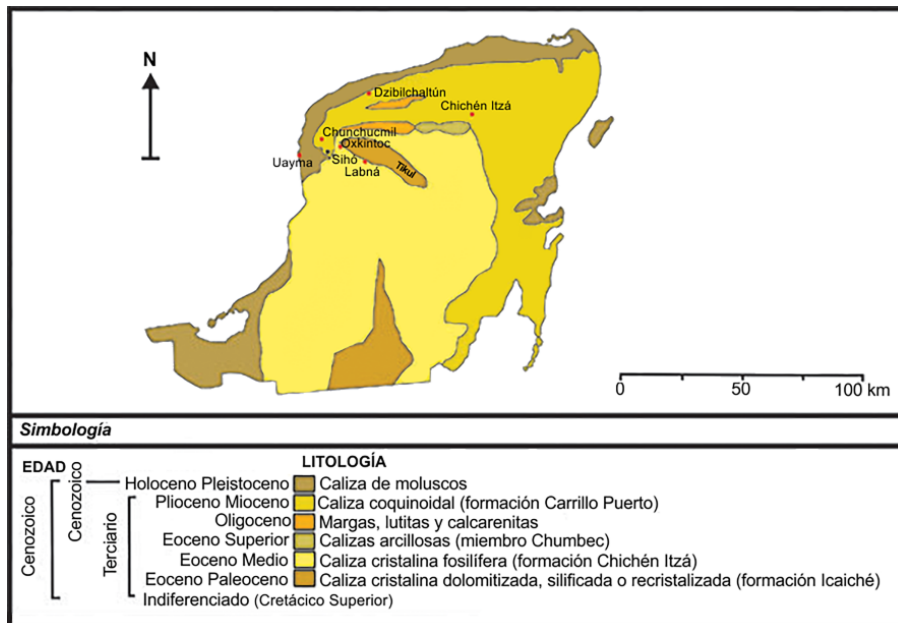 N
Dzibilchaltún
Chichén Itzá
Chunchucmil
Oxkintoc
Uayma
Sihó
Labná
Tikul
0 50 100 km
Simbología
EDAD
LITOLOGÍA
Cenozoico
Cenozoico
Terciario
Holoceno Pleistoceno Caliza de moluscos
Plioceno Mioceno Caliza coquinoidal (formación Carrillo Puerto)
Oligoceno Margas, lutitas y calcarenitas
Eoceno Superior Calizas arcillosas (miembro Chumbec)
Eoceno Medio Caliza cristalina fosilífera (formación Chichén Itzá)
Eoceno Paleoceno Caliza cristalina dolomitizada, silificada o recristalizada (formación Icaiché)
Indiferenciado (Cretácico Superior)